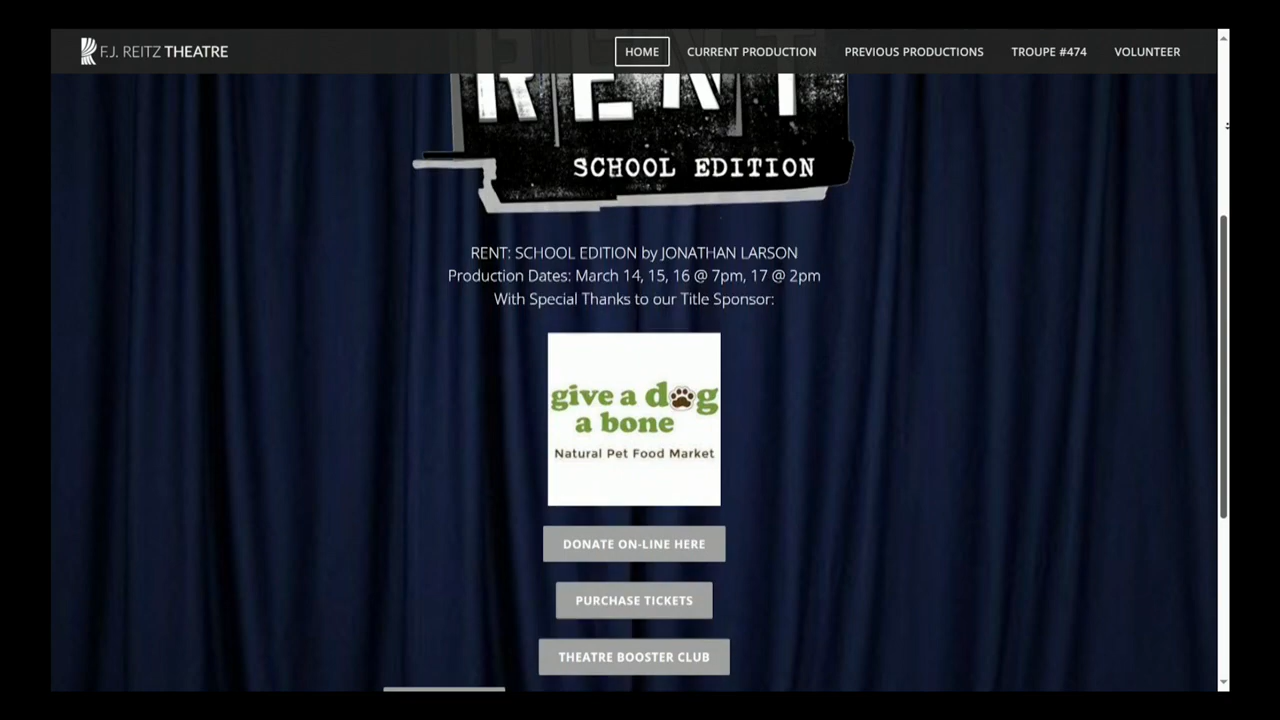 F.J. REITZ THEATRE
HOME
CURRENT PRODUCTION
PREVIOUS PRODUCTIONS
TROUPE #474
VOLUNTEER
RENT
SCHOOL EDITION
RENT: SCHOOL EDITION by JONATHAN LARSON
Production Dates: March 14, 15, 16 @ 7pm, 17 @ 2pm
With Special Thanks to our Title Sponsor:
give a dog
a bone
Natural Pet Food Market
DONATE ON-LINE HERE
PURCHASE TICKETS
THEATRE BOOSTER CLUB